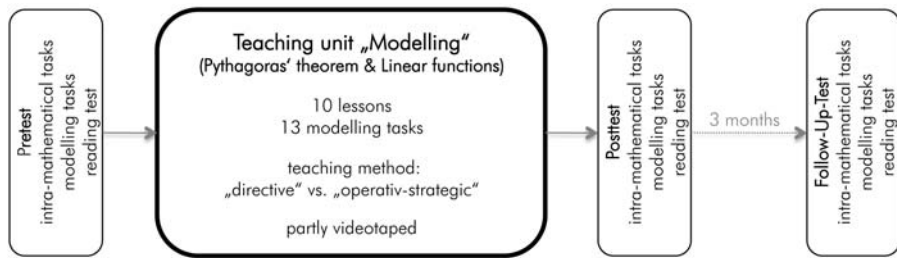 Pretest
intra-mathematical tasks
modelling tasks
reading test
Teaching unit „Modelling“
(Pythagoras‘ theorem & Linear functions)
10 lessons
13 modelling tasks
teaching method:
„directive“ vs. „operativ-strategic“
partly videotaped
Posttest
intra-mathematical tasks
modelling tasks
reading test
3 months
Follow-Up-Test
intra-mathematical tasks
modelling tasks
reading test